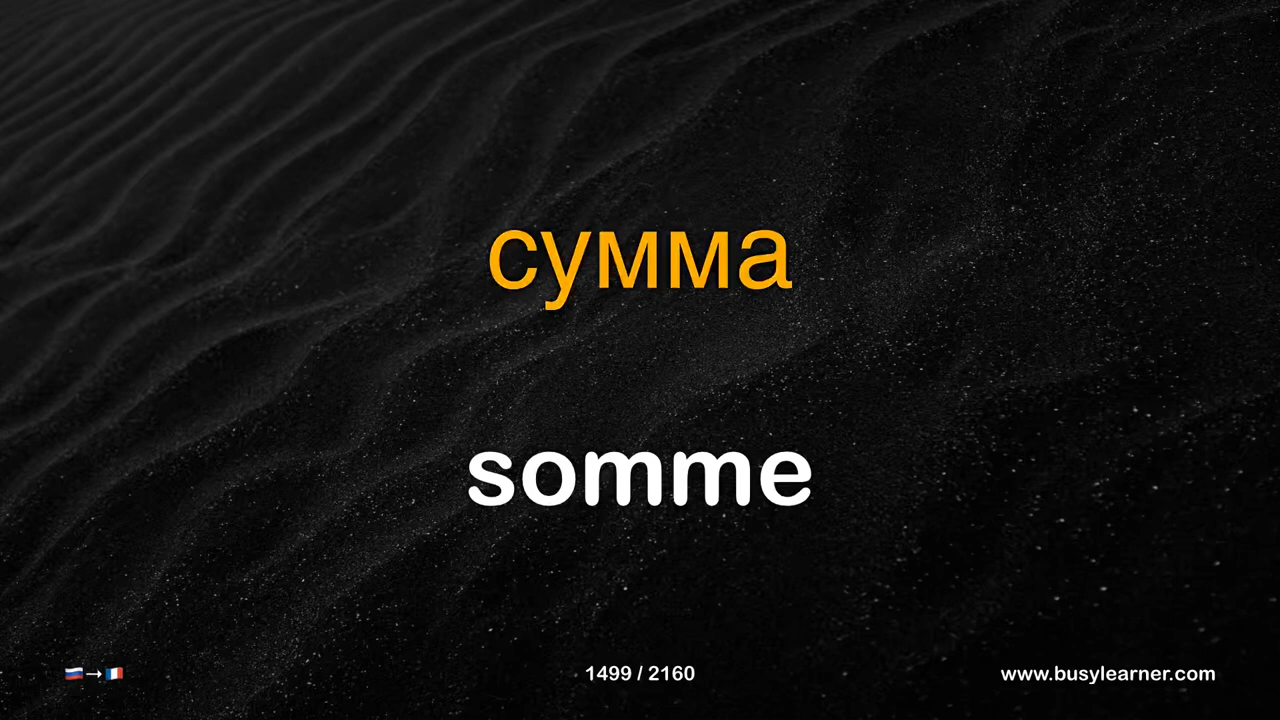 сумма
somme
🇷🇺→🇫🇷
1499 / 2160
www.busylearner.com